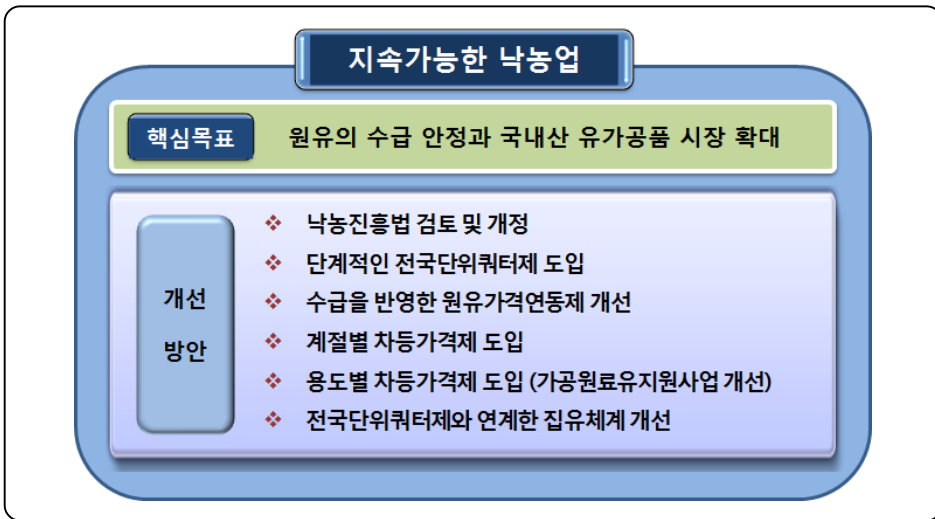 지속가능한 낙농업
핵심목표
원유의 수급 안정과 국내산 유가공품 시장 확대
개선
방안
❖ 낙농진흥법 검토 및 개정
❖ 단계적인 전국단위쿼터제 도입
❖ 수급을 반영한 원유가격연동제 개선
❖ 계절별 차등가격제 도입
❖ 용도별 차등가격제 도입 (가공원료유지원사업 개선)
❖ 전국단위쿼터제와 연계한 집유체계 개선